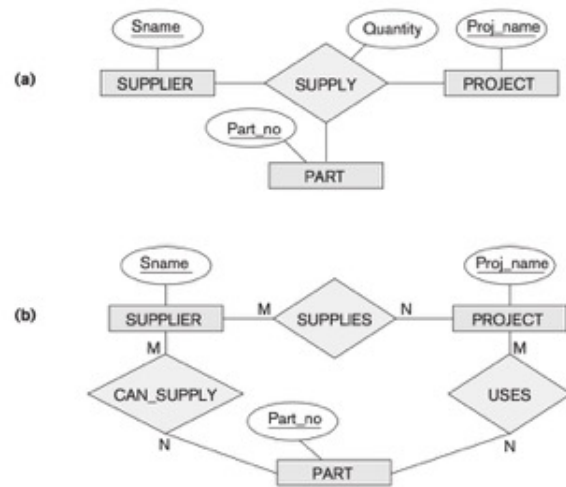 (a)
Sname
Quantity
Proj_name
SUPPLIER
SUPPLY
PROJECT
Part_no
PART
(b)
Sname
Proj_name
SUPPLIER
M
SUPPLIES
N
PROJECT
M
M
CAN_SUPPLY
USES
Part_no
N
N
PART